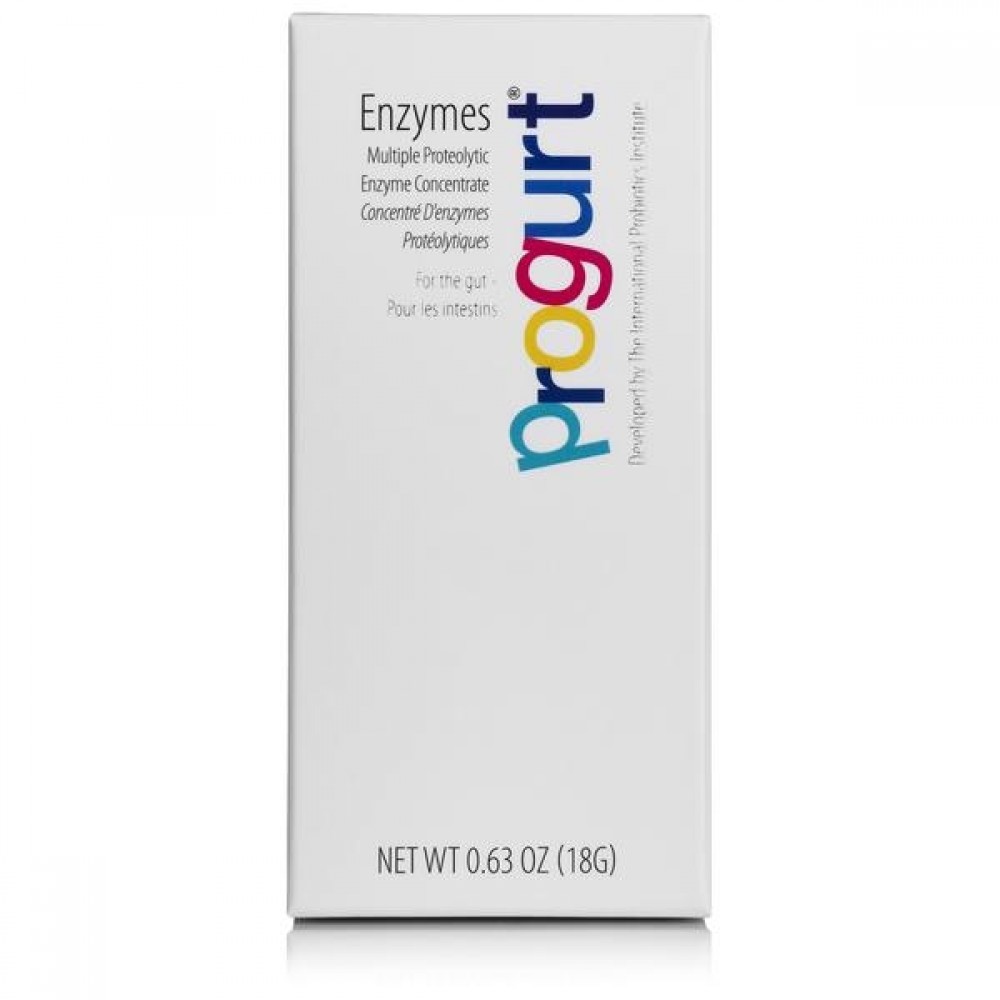 Enzymes
Multiple Proteolytic
Enzyme Concentrate
Concentré D'enzymes
Protéolytiques
For the gut -
Pour les intestins
progurt®
Developed by The International Probiotics Institute
NET WT 0.63 OZ (18G)